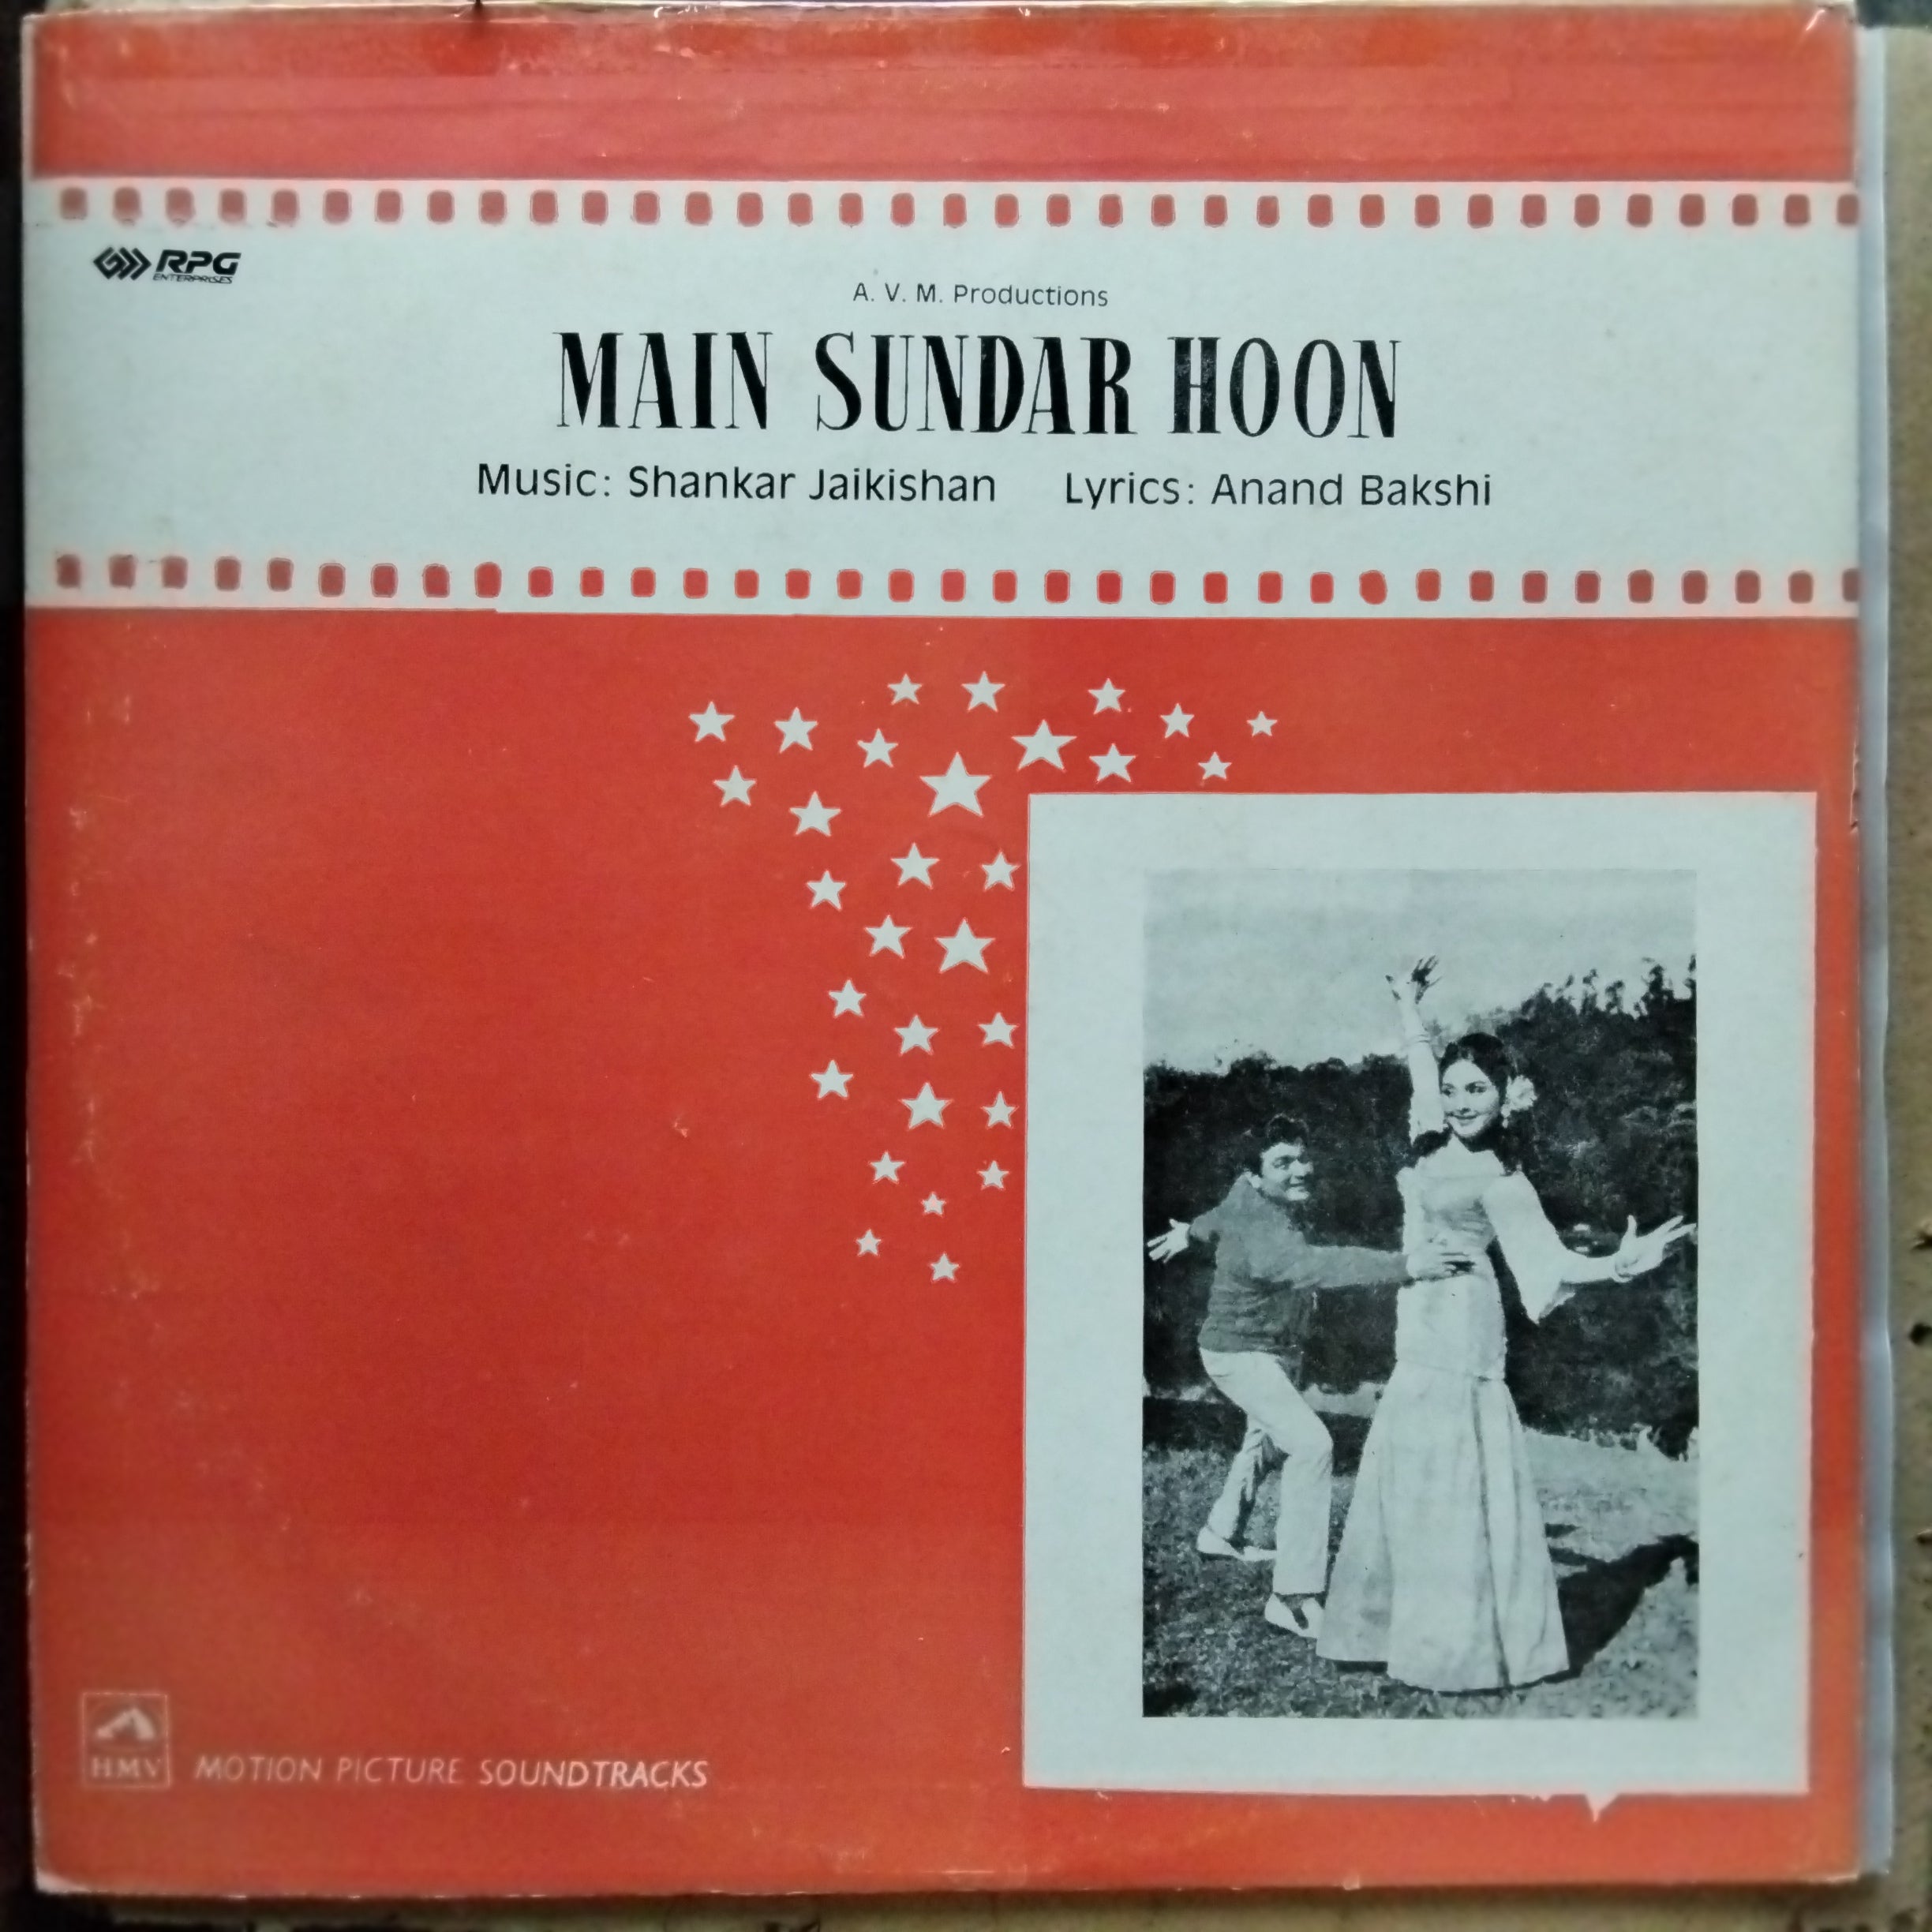 RPG
ENTERPRISES
A. V. M. Productions
MAIN SUNDAR HOON
Music: Shankar Jaikishan Lyrics: Anand Bakshi
HMV
MOTION PICTURE SOUNDTRACKS